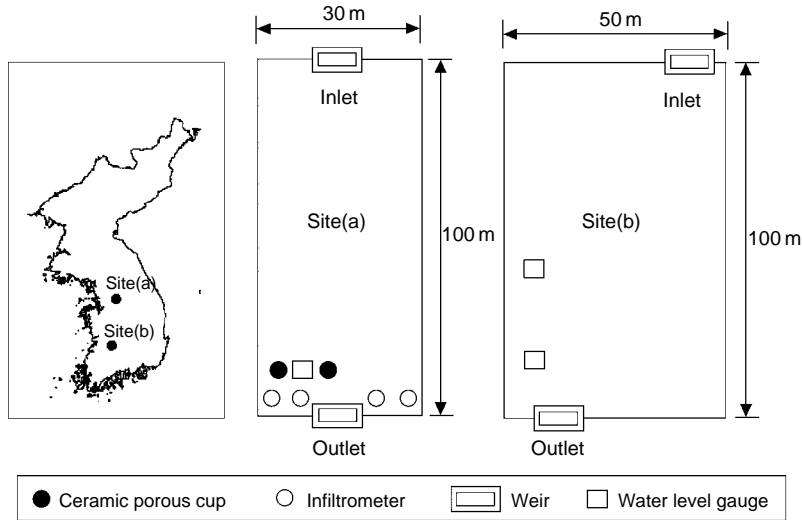 30 m
50 m
Inlet
Inlet
Site(a)
Site(b)
100 m
100 m
Site(a)
Site(b)
Outlet
Outlet
Ceramic porous cup
Infiltrometer
Weir
Water level gauge